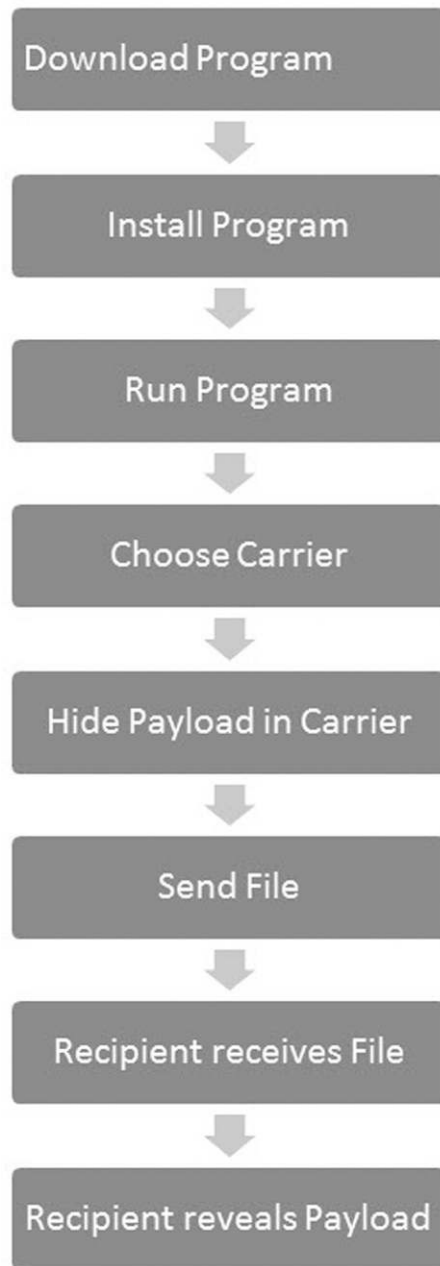 Download Program
Install Program
Run Program
Choose Carrier
Hide Payload in Carrier
Send File
Recipient receives File
Recipient reveals Payload